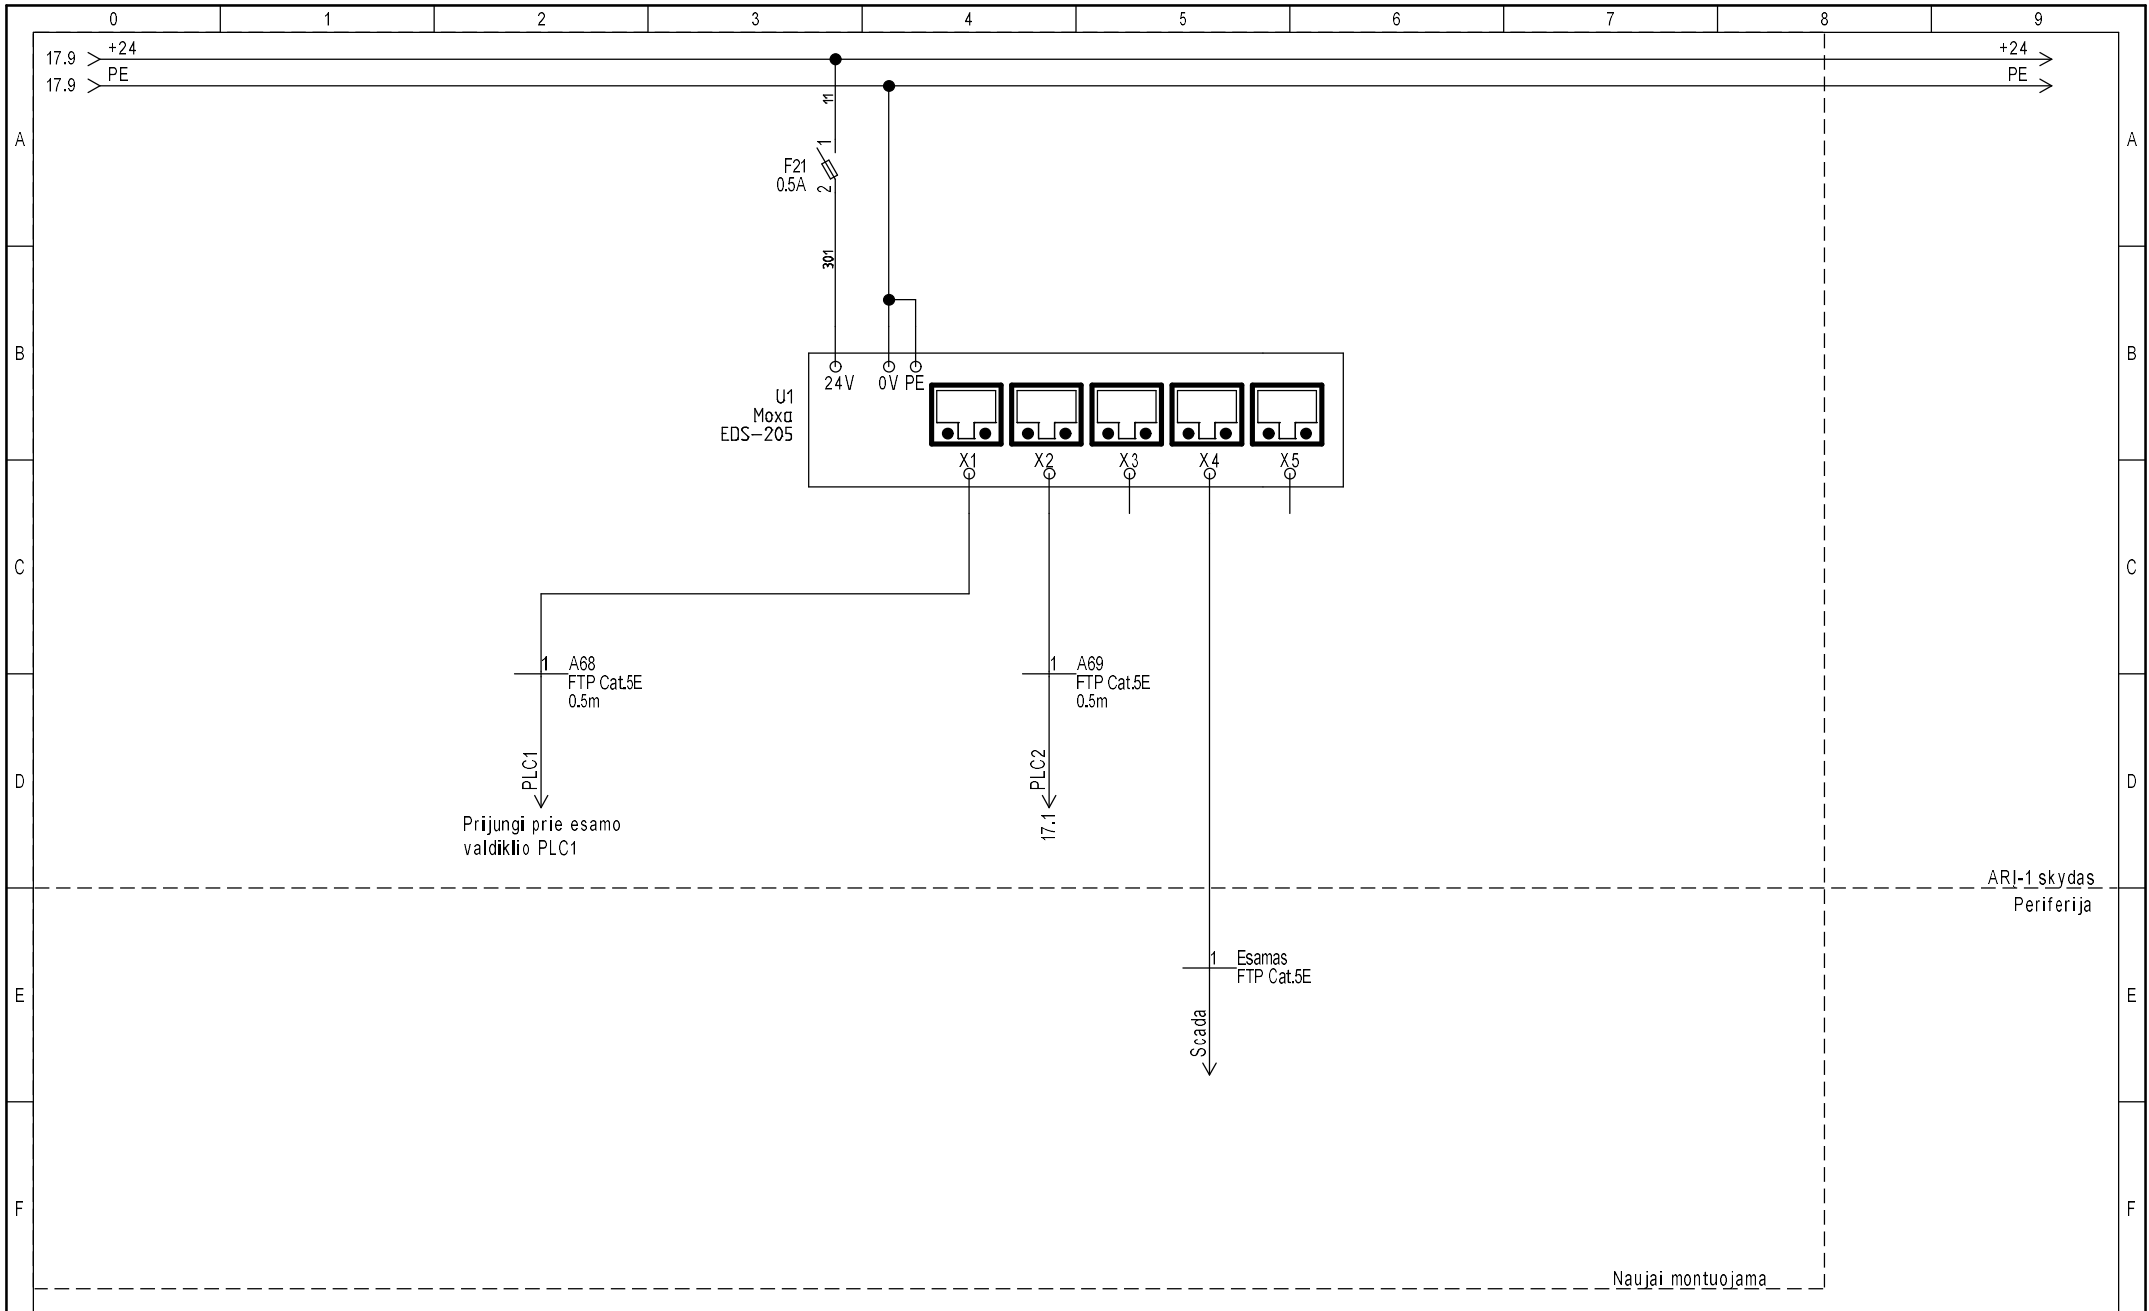 0 1 2 3 4 5 6 7 8 9
17.9 +24 +24
17.9 PE PE
11
A A
1
F21
0.5A
2
301
B B
24V 0V PE
U1
Moxa
EDS-205
X1 X2 X3 X4 X5
C C
1 A68
FTP Cat.5E
0.5m
1 A69
FTP Cat.5E
0.5m
PLC1
PLC2
D D
Prijungi prie esamo
valdiklio PLC1
17.1
ARĮ-1 skydas
Periferija
1 Esamas
FTP Cat.5E
E E
Scada
F F
Naujai montuojama